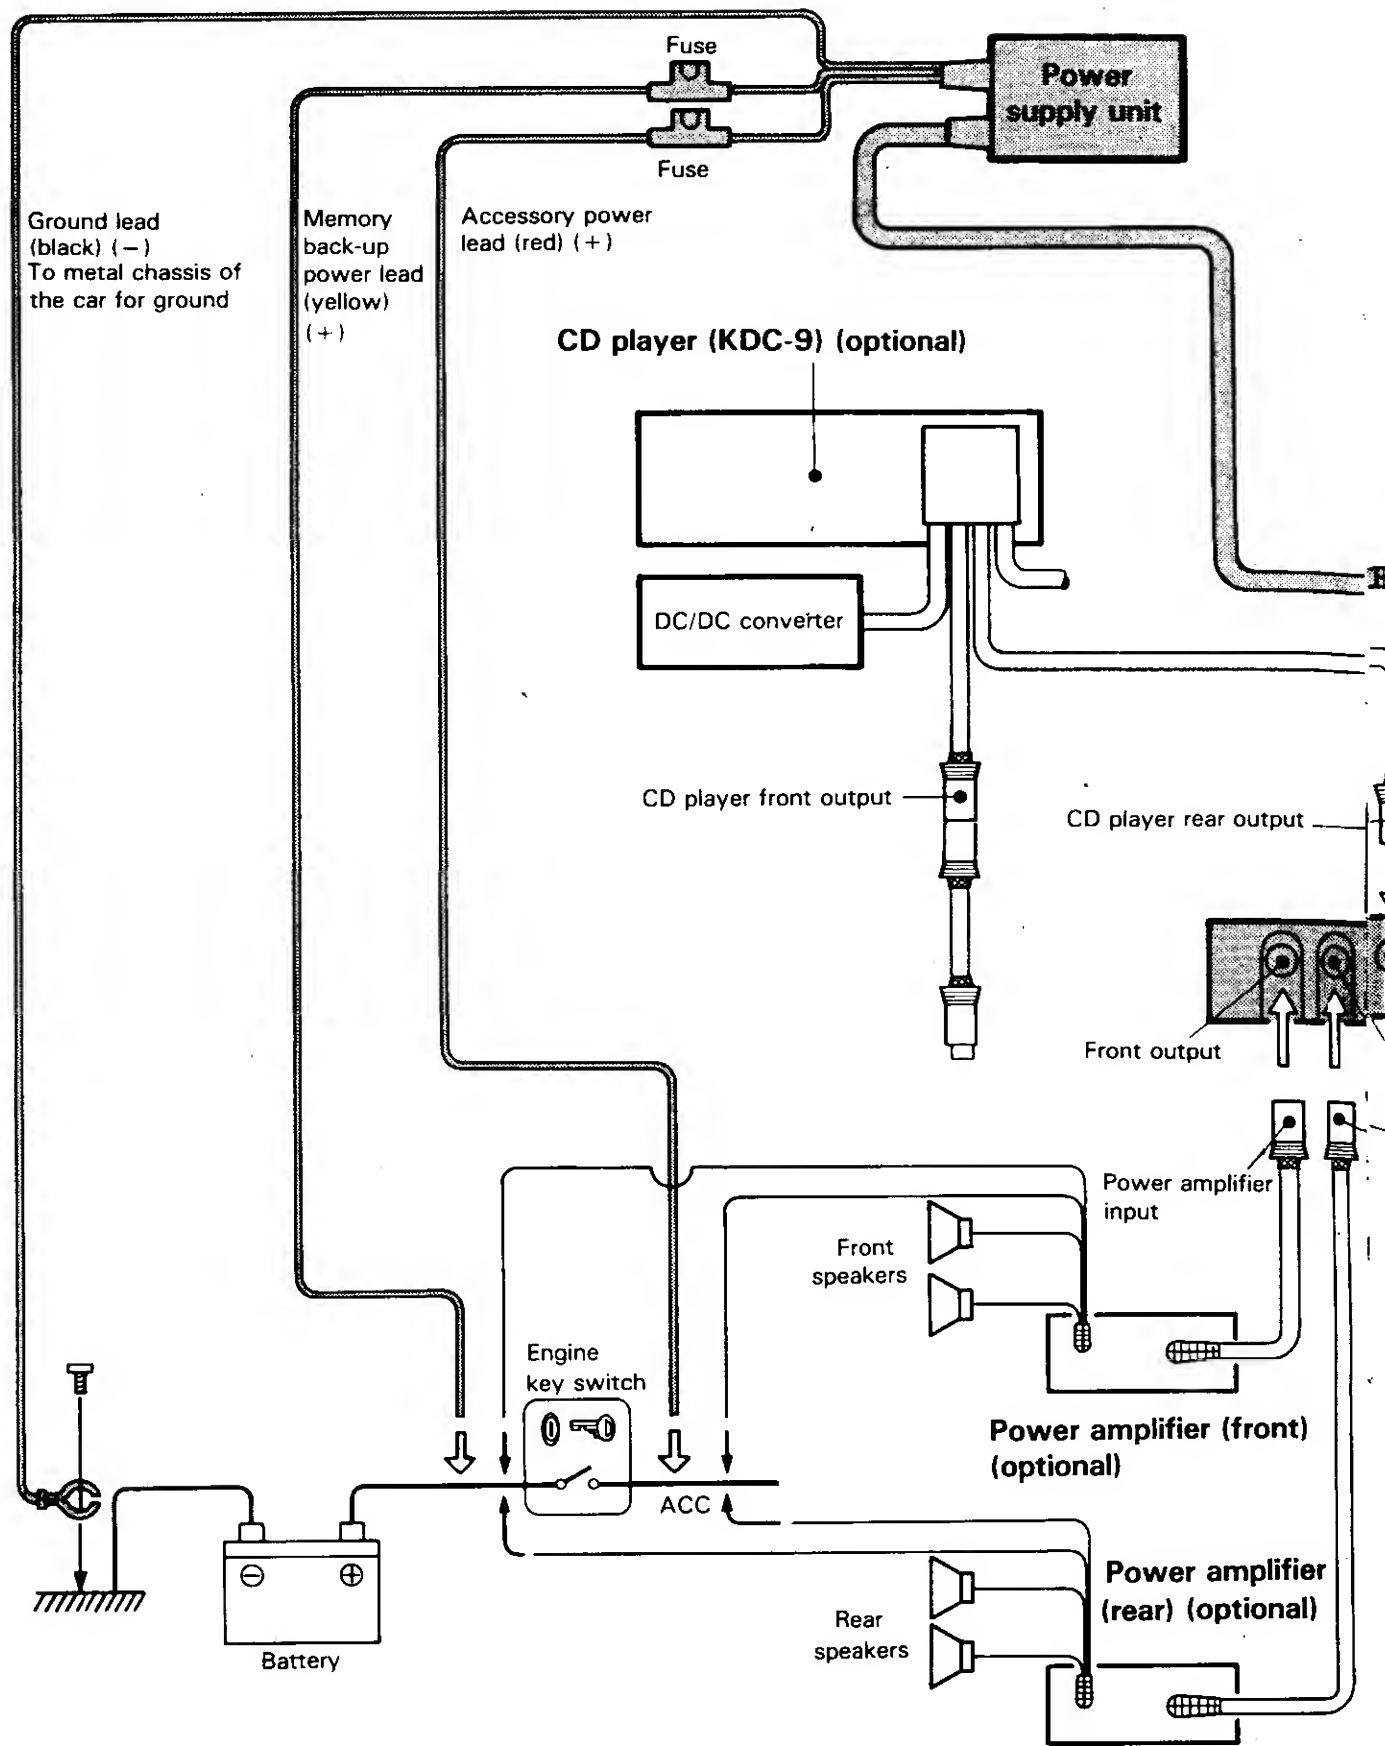 Fuse
Power
supply unit
Fuse
Ground lead
(black) (−)
To metal chassis of
the car for ground
Memory
back-up
power lead
(yellow)
(+)
Accessory power
lead (red) (+)
CD player (KDC-9) (optional)
DC/DC converter
CD player front output
CD player rear output
Front output
Power amplifier
input
Front
speakers
Engine
key switch
Power amplifier (front)
(optional)
ACC
Power amplifier
(rear) (optional)
Rear
speakers
Battery